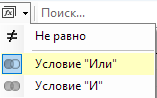 Поиск...
≠ Не равно
Условие "Или"
Условие "И"